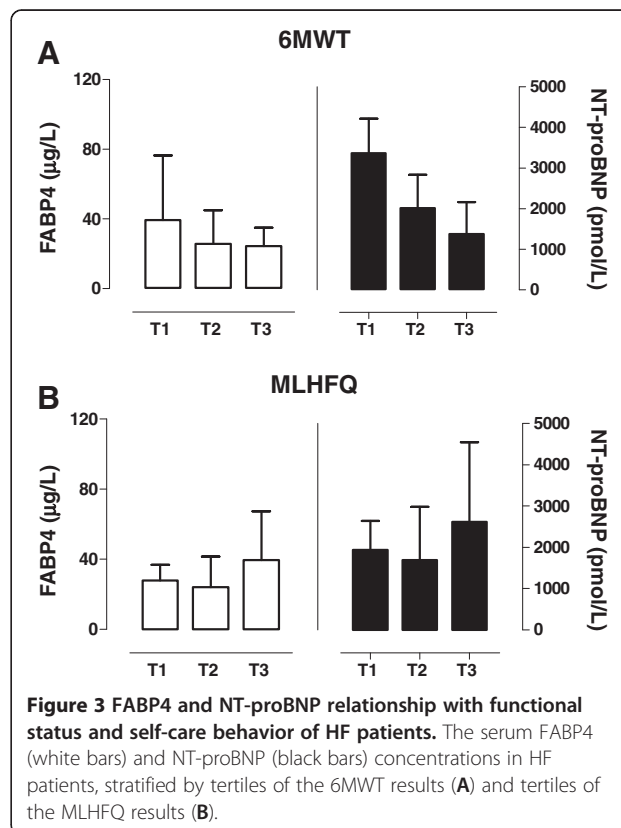 A
6MWT
FABP4 (µg/L)
120
80
40
0
T1 T2 T3
5000
4000
3000
2000
1000
0
NT-proBNP (pmol/L)
T1 T2 T3
B
MLHFQ
FABP4 (µg/L)
120
80
40
0
T1 T2 T3
5000
4000
3000
2000
1000
0
NT-proBNP (pmol/L)
T1 T2 T3
Figure 3 FABP4 and NT-proBNP relationship with functional
status and self-care behavior of HF patients. The serum FABP4
(white bars) and NT-proBNP (black bars) concentrations in HF
patients, stratified by tertiles of the 6MWT results (A) and tertiles of
the MLHFQ results (B).